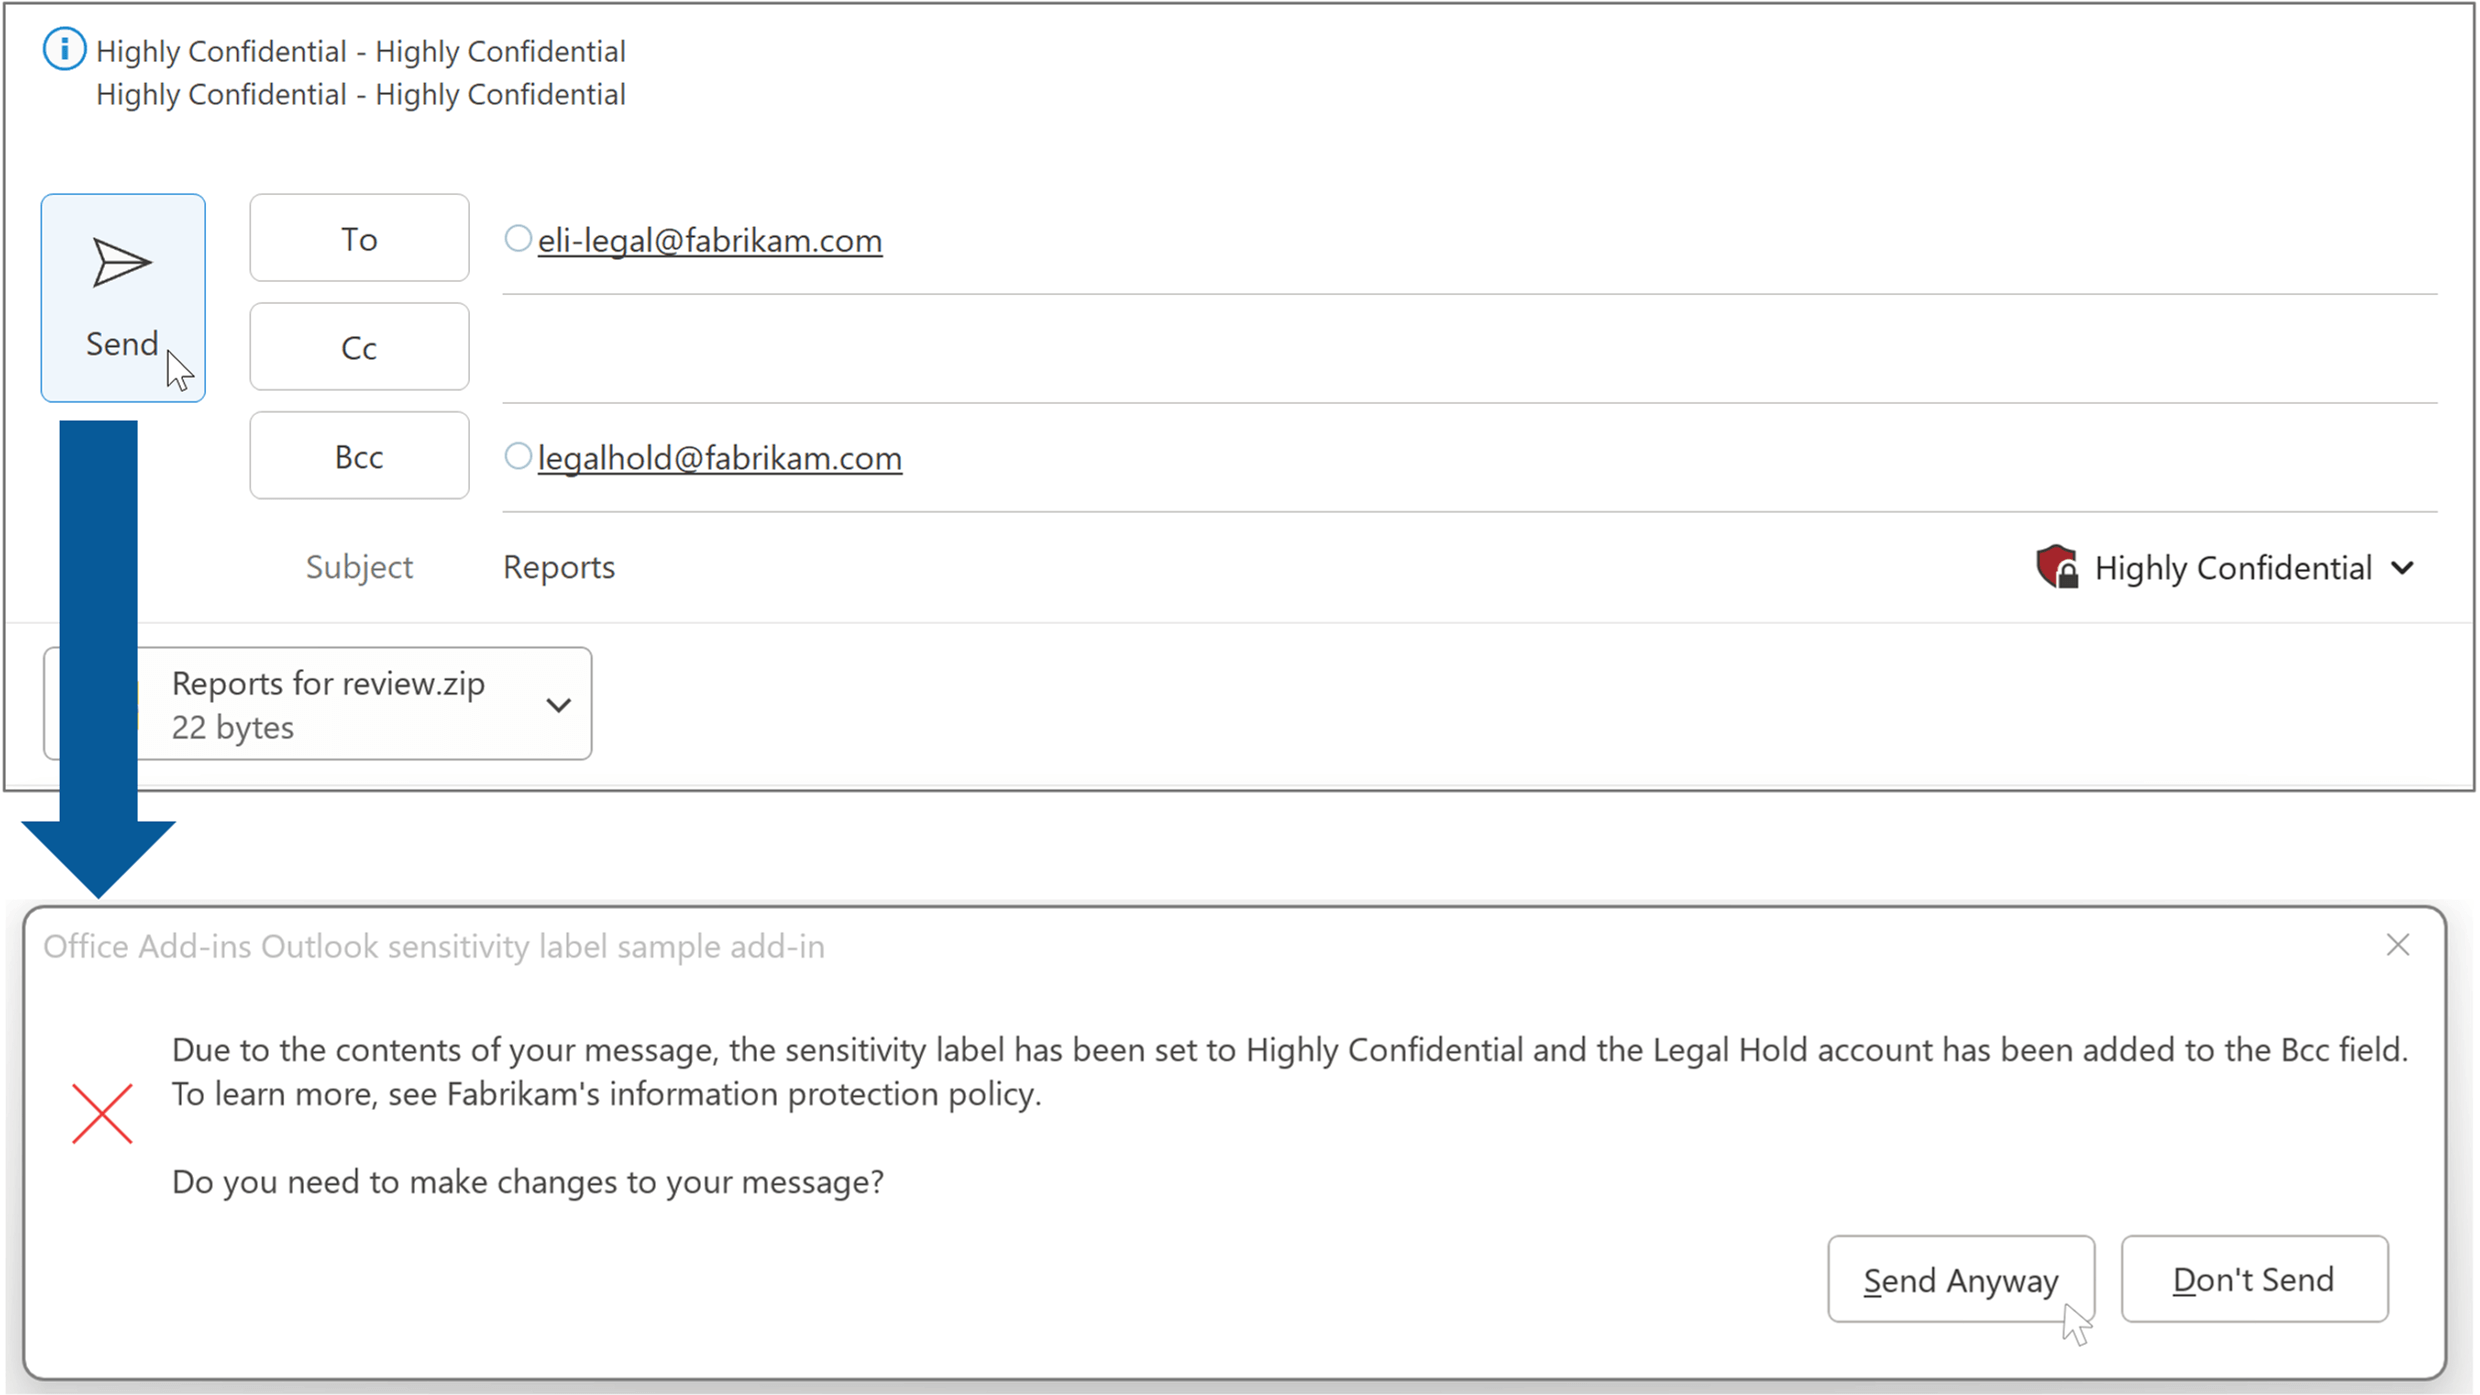 Highly Confidential - Highly Confidential
Highly Confidential - Highly Confidential
To
eli-legal@fabrikam.com
Send
Cc
Bcc
legalhold@fabrikam.com
Subject
Reports
Highly Confidential
Reports for review.zip
22 bytes
Office Add-ins Outlook sensitivity label sample add-in
Due to the contents of your message, the sensitivity label has been set to Highly Confidential and the Legal Hold account has been added to the Bcc field.
To learn more, see Fabrikam's information protection policy.
Do you need to make changes to your message?
Send Anyway
Don't Send